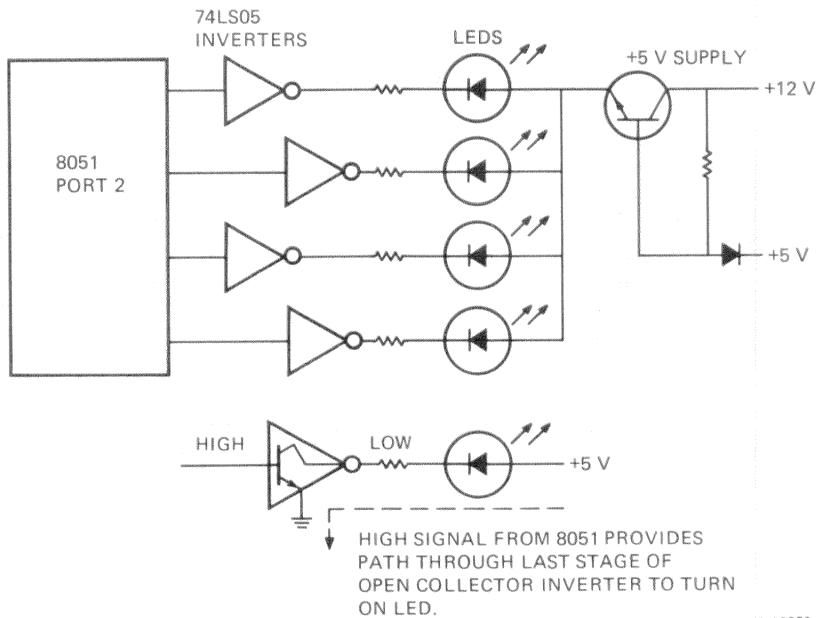 74LS05
INVERTERS
LEDS
+5 V SUPPLY
+12 V
8051
PORT 2
+5 V
HIGH
LOW
+5 V
HIGH SIGNAL FROM 8051 PROVIDES
PATH THROUGH LAST STAGE OF
OPEN COLLECTOR INVERTER TO TURN
ON LED.